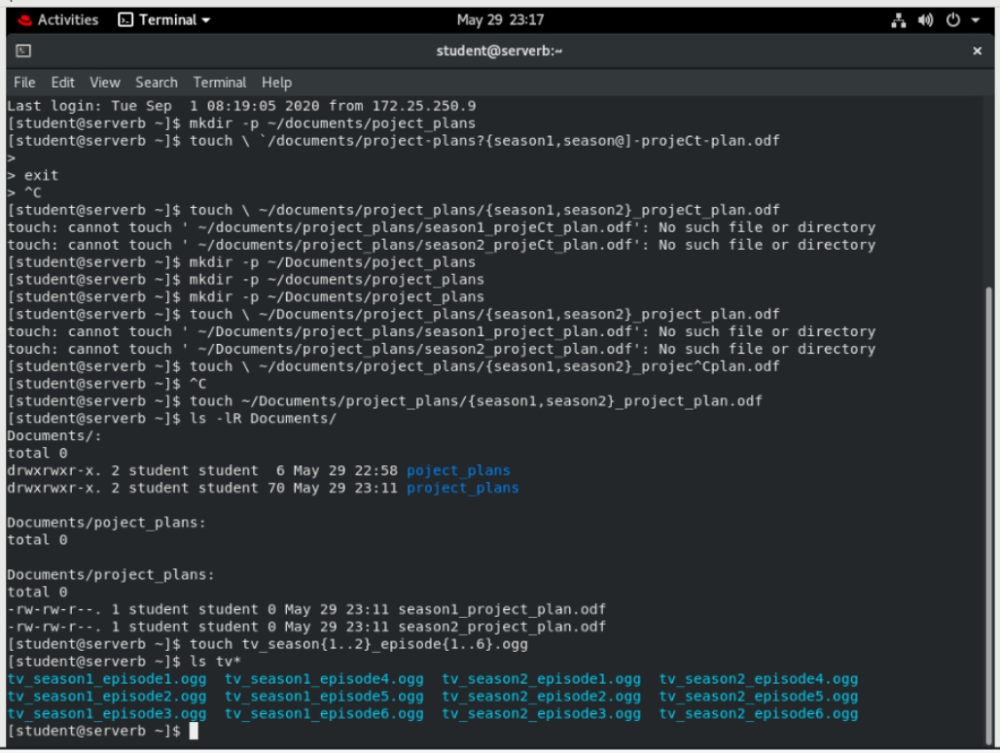 Activities Terminal May 29 23:17
student@serverb:~ ×
File Edit View Search Terminal Help
Last login: Tue Sep  1 08:19:05 2020 from 172.25.250.9
[student@serverb ~]$ mkdir -p ~/documents/poject_plans
[student@serverb ~]$ touch \ `/documents/project-plans?{season1,season@]-projeCt-plan.odf
>
> exit
> ^C
[student@serverb ~]$ touch \ ~/documents/project_plans/{season1,season2}_projeCt_plan.odf
touch: cannot touch ' ~/documents/project_plans/season1_projeCt_plan.odf': No such file or directory
touch: cannot touch ' ~/documents/project_plans/season2_projeCt_plan.odf': No such file or directory
[student@serverb ~]$ mkdir -p ~/Documents/poject_plans
[student@serverb ~]$ mkdir -p ~/Documents/project_plans
[student@serverb ~]$ mkdir -p ~/Documents/project_plans
[student@serverb ~]$ touch \ ~/Documents/project_plans/{season1,season2}_project_plan.odf
touch: cannot touch ' ~/Documents/project_plans/season1_project_plan.odf': No such file or directory
touch: cannot touch ' ~/Documents/project_plans/season2_project_plan.odf': No such file or directory
[student@serverb ~]$ touch \ ~/documents/project_plans/{season1,season2}_projec^Cplan.odf
[student@serverb ~]$ ^C
[student@serverb ~]$ touch ~/Documents/project_plans/{season1,season2}_project_plan.odf
[student@serverb ~]$ ls -lR Documents/
Documents/:
total 0
drwxrwxr-x. 2 student student  6 May 29 22:58 poject_plans
drwxrwxr-x. 2 student student 70 May 29 23:11 project_plans

Documents/poject_plans:
total 0

Documents/project_plans:
total 0
-rw-rw-r--. 1 student student 0 May 29 23:11 season1_project_plan.odf
-rw-rw-r--. 1 student student 0 May 29 23:11 season2_project_plan.odf
[student@serverb ~]$ touch tv_season{1..2}_episode{1..6}.ogg
[student@serverb ~]$ ls tv*
tv_season1_episode1.ogg  tv_season1_episode4.ogg  tv_season2_episode1.ogg  tv_season2_episode4.ogg
tv_season1_episode2.ogg  tv_season1_episode5.ogg  tv_season2_episode2.ogg  tv_season2_episode5.ogg
tv_season1_episode3.ogg  tv_season1_episode6.ogg  tv_season2_episode3.ogg  tv_season2_episode6.ogg
[student@serverb ~]$